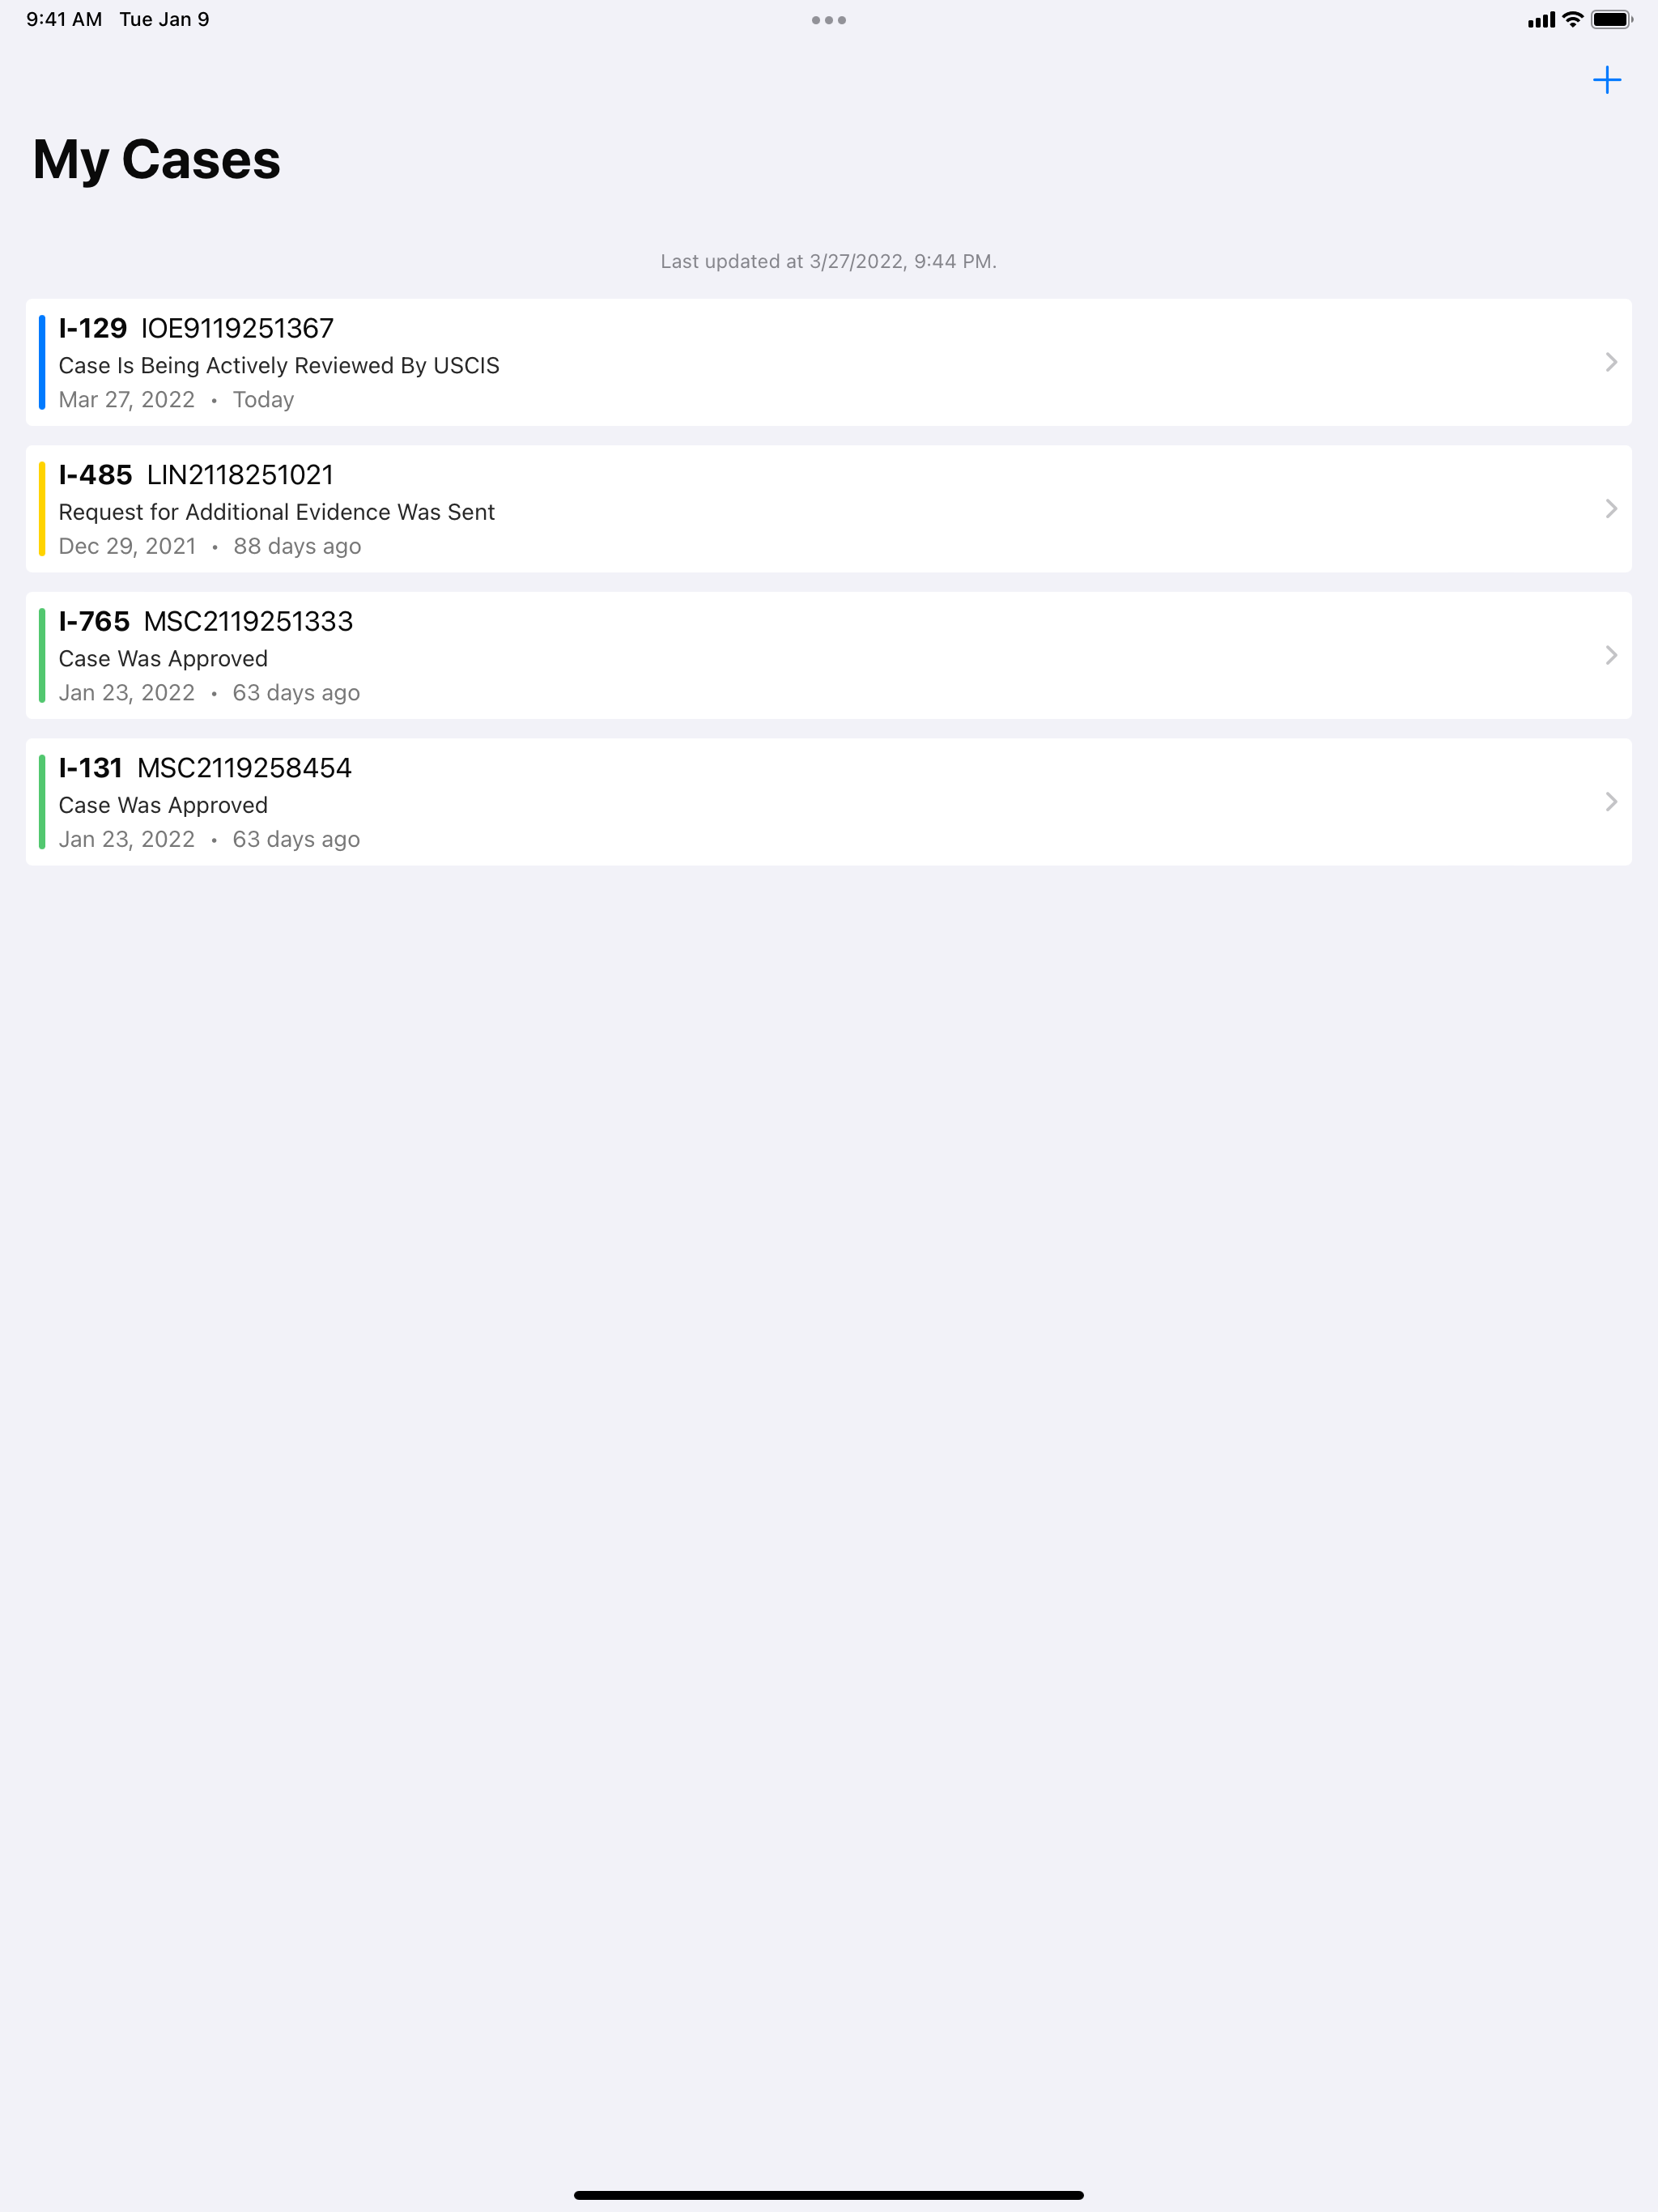 9:41 AM Tue Jan 9
My Cases
Last updated at 3/27/2022, 9:44 PM.
I-129 IOE9119251367
Case Is Being Actively Reviewed By USCIS
Mar 27, 2022 • Today
I-485 LIN2118251021
Request for Additional Evidence Was Sent
Dec 29, 2021 • 88 days ago
I-765 MSC2119251333
Case Was Approved
Jan 23, 2022 • 63 days ago
I-131 MSC2119258454
Case Was Approved
Jan 23, 2022 • 63 days ago